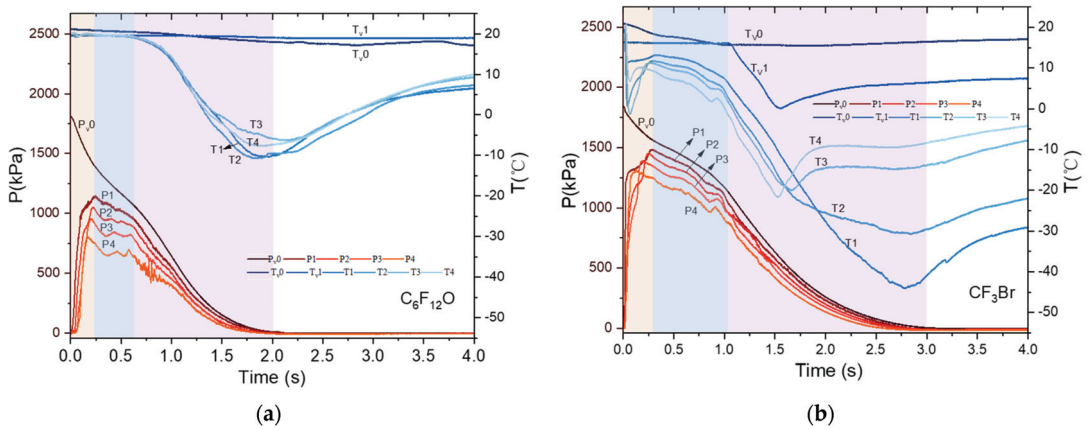 2500
2000
1500
1000
500
0
P(kPa)
20
10
0
-10
-20
-30
-40
-50
T(℃)
0.0 0.5 1.0 1.5 2.0 2.5 3.0 3.5 4.0
Time (s)
Tv1
Tv0
Pv0
T3
T4
T1
T2
P1
P2
P3
P4
Pv0 P1 P2 P3 P4
Tv0 Tv1 T1 T2 T3 T4
C6F12O
(a)
2500
2000
1500
1000
500
0
P(kPa)
20
10
0
-10
-20
-30
-40
-50
T(℃)
0.0 0.5 1.0 1.5 2.0 2.5 3.0 3.5 4.0
Time (s)
Tv0
Tv1
Pv0 P1 P2 P3 P4
Tv0 Tv1 T1 T2 T3 T4
Pv0
P1
P2
P3
P4
T4
T3
T2
T1
CF3Br
(b)